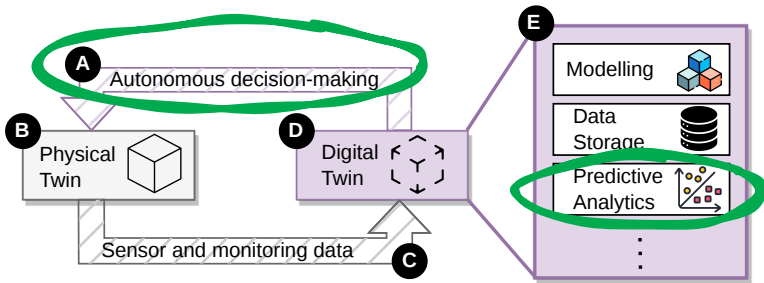 A
Autonomous decision-making
B
Physical
Twin
D
Digital
Twin
Sensor and monitoring data
C
E
Modelling
Data
Storage
Predictive
Analytics